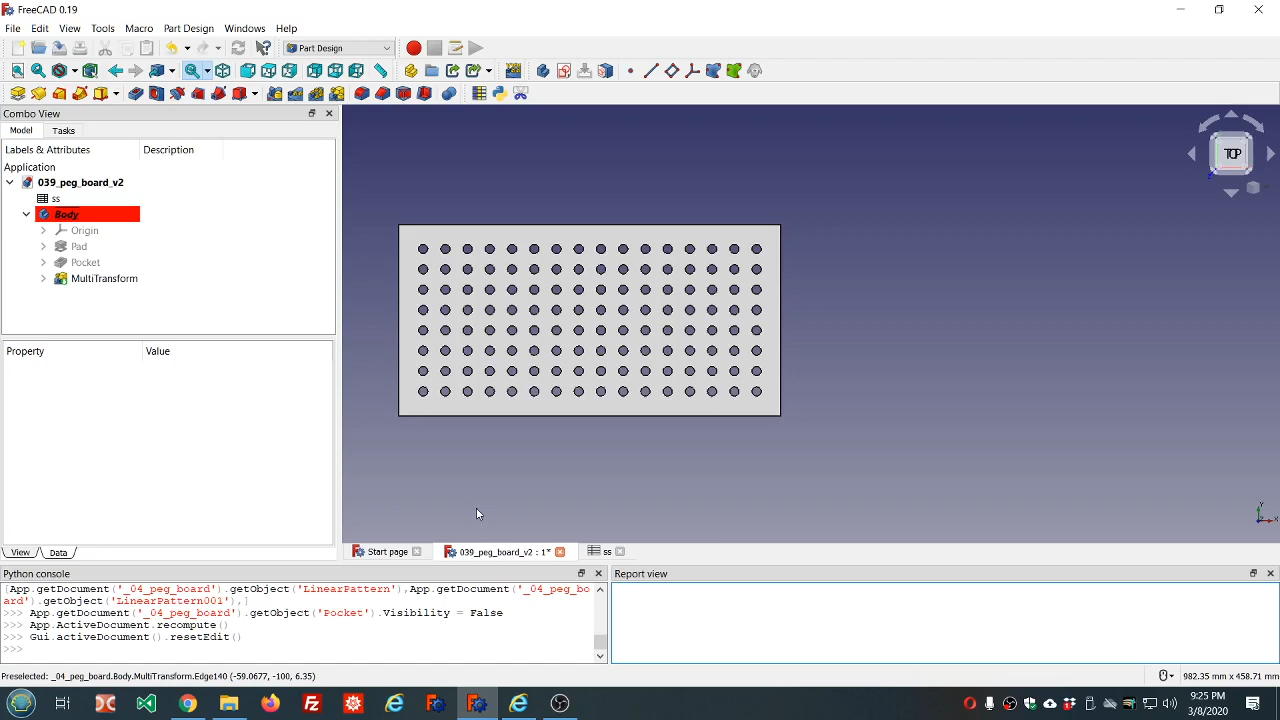 FreeCAD 0.19
File Edit View Tools Macro Part Design Windows Help
Part Design
Combo View
Model Tasks
Labels & Attributes Description
Application
039_peg_board_v2
ss
Body
Origin
Pad
Pocket
MultiTransform
Property Value
View Data
TOP
Y
X
Start page 039_peg_board_v2 : 1* ss
Python console
[App.getDocument('_04_peg_board').getObject('LinearPattern'),App.getDocument('_04_peg_bo
ard').getObject('LinearPattern001'),]
>>> App.getDocument('_04_peg_board').getObject('Pocket').Visibility = False
>>> App.ActiveDocument.recompute()
>>> Gui.activeDocument().resetEdit()
>>>
Report view
Preselected: _04_peg_board.Body.MultiTransform.Edge140 (-59.0677, -100, 6.35)
982.35 mm x 458.71 mm
9:25 PM
3/8/2020